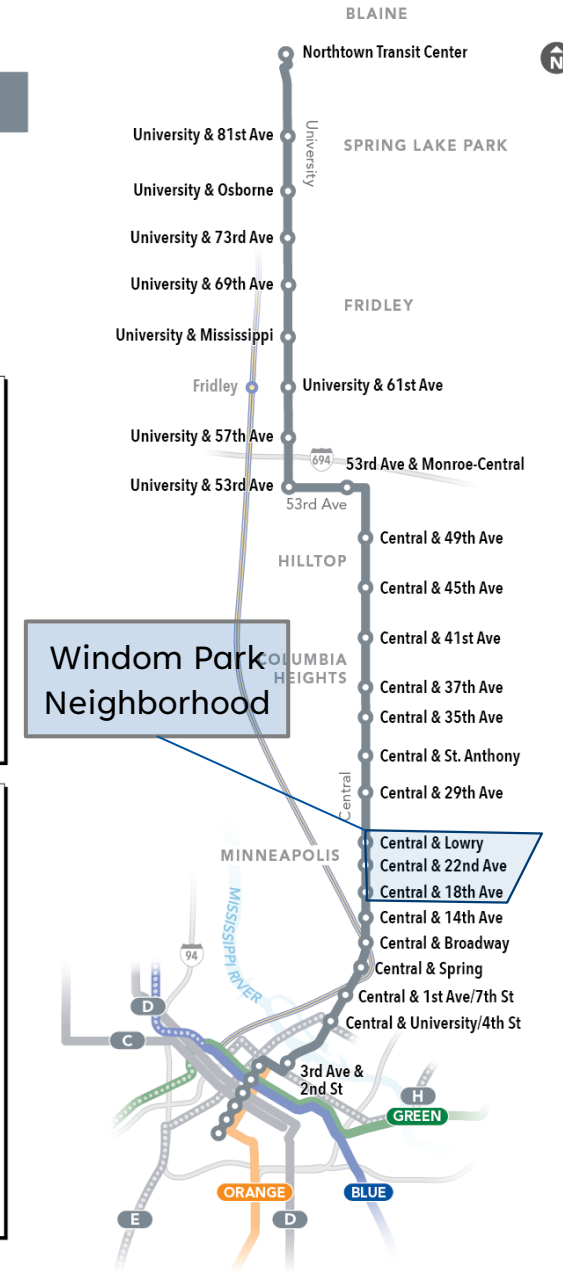 BLAINE
Northtown Transit Center
N
University & 81st Ave
University
SPRING LAKE PARK
University & Osborne
University & 73rd Ave
University & 69th Ave
FRIDLEY
University & Mississippi
Fridley
University & 61st Ave
University & 57th Ave
694
53rd Ave & Monroe-Central
University & 53rd Ave
53rd Ave
Central & 49th Ave
HILLTOP
Central & 45th Ave
Central & 41st Ave
Windom Park
Neighborhood
COLUMBIA
HEIGHTS
Central & 37th Ave
Central & 35th Ave
Central & St. Anthony
Central
Central & 29th Ave
Central & Lowry
MINNEAPOLIS
Central & 22nd Ave
Central & 18th Ave
Central & 14th Ave
MISSISSIPPI RIVER
Central & Broadway
94
Central & Spring
Central & 1st Ave/7th St
D
Central & University/4th St
C
3rd Ave &
2nd St
H
GREEN
ORANGE
BLUE
E
D